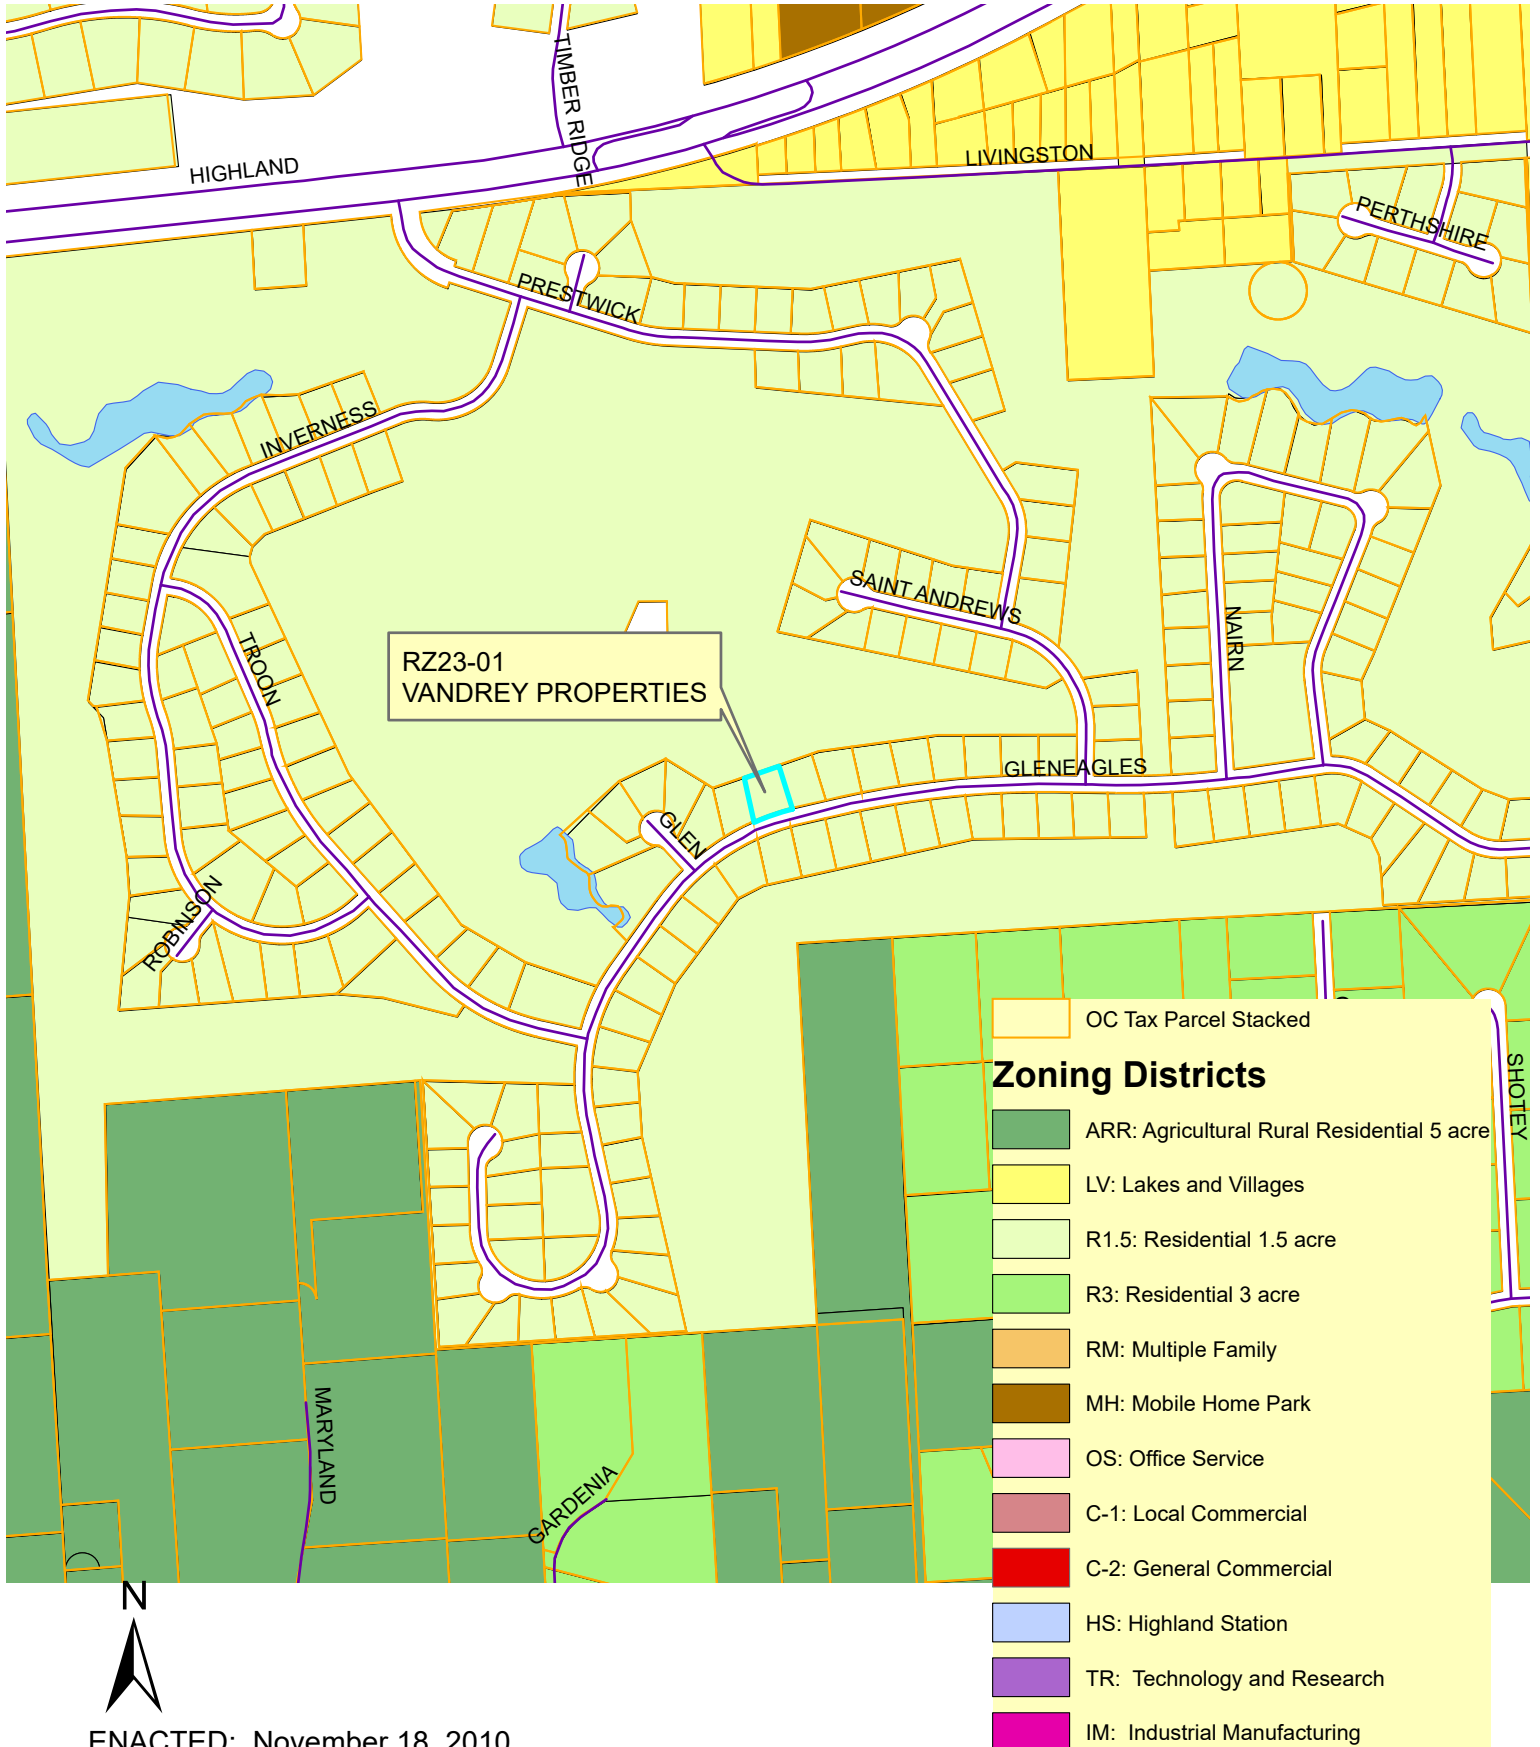 TIMBER RIDGE
HIGHLAND
LIVINGSTON
PERTHSHIRE
PRESTWICK
INVERNESS
SAINT ANDREWS
NAIRN
TROON
RZ23-01
VANDREY PROPERTIES
GLENEAGLES
GLEN
ROBINSON
SHOTEY
MARYLAND
GARDENIA
OC Tax Parcel Stacked
Zoning Districts
ARR: Agricultural Rural Residential 5 acre
LV: Lakes and Villages
R1.5: Residential 1.5 acre
R3: Residential 3 acre
RM: Multiple Family
MH: Mobile Home Park
OS: Office Service
C-1: Local Commercial
C-2: General Commercial
HS: Highland Station
TR: Technology and Research
IM: Industrial Manufacturing
N
ENACTED: November 18, 2010